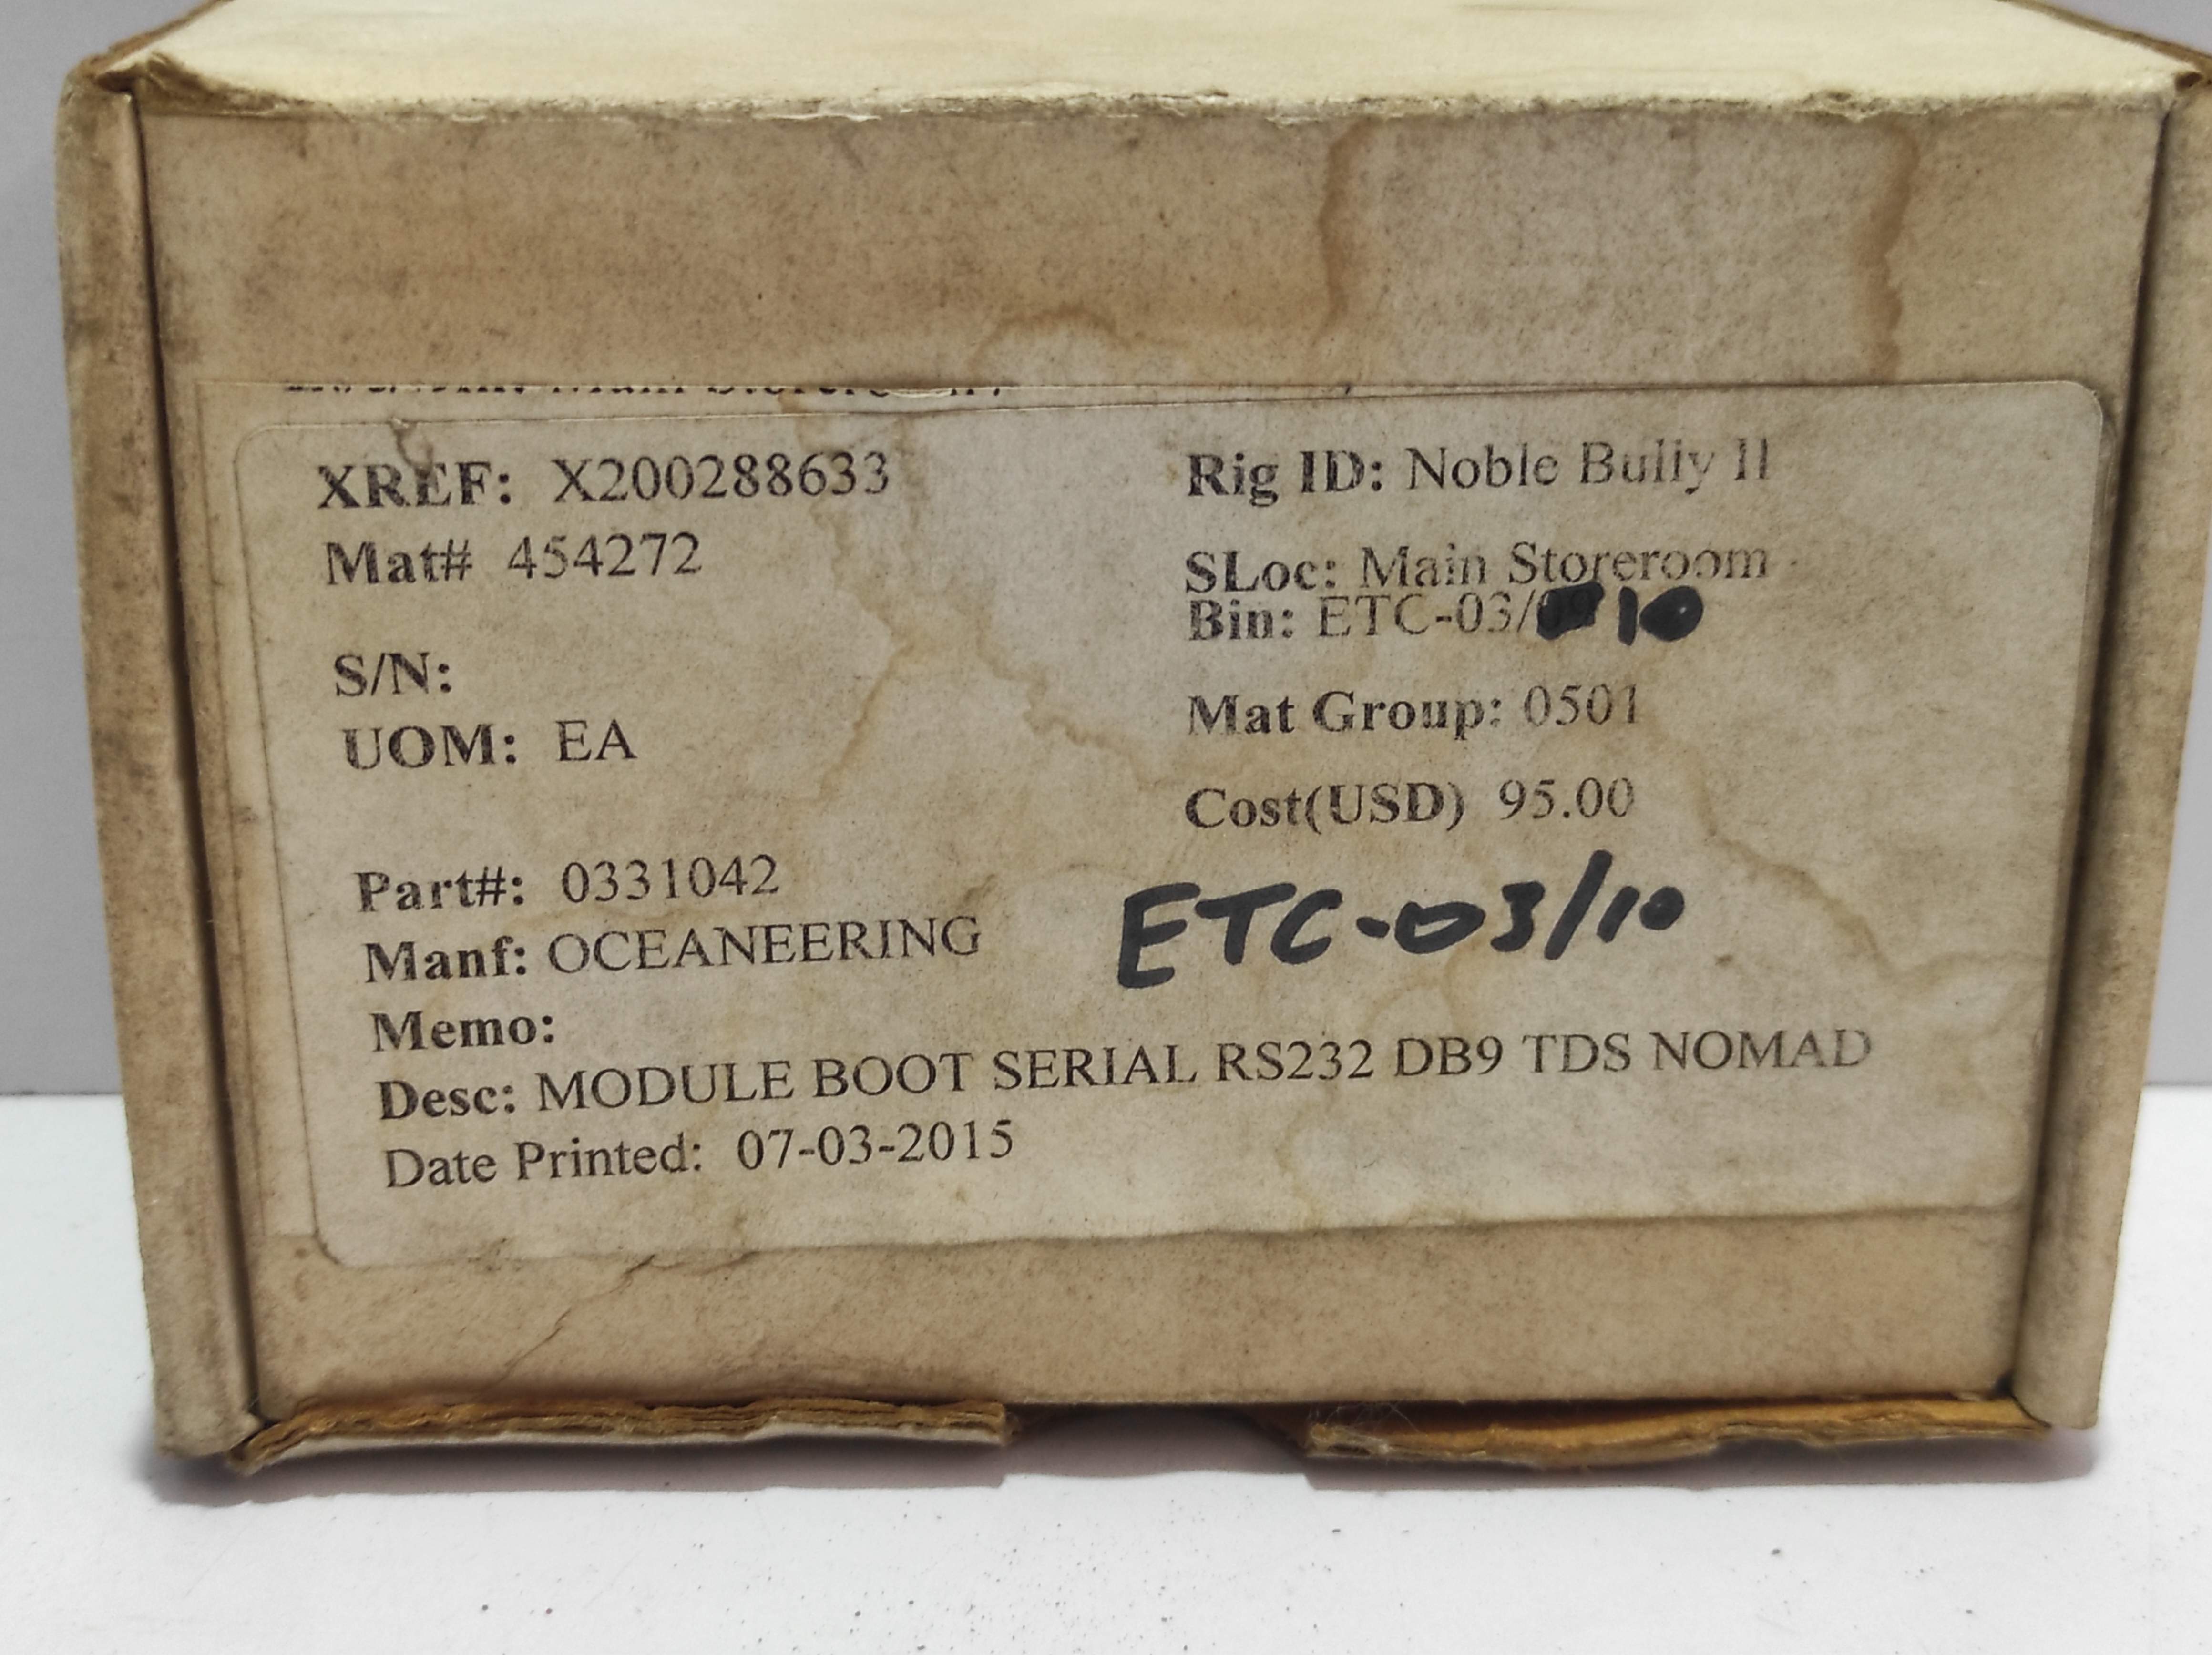 XREF: X200288633
Rig ID: Noble Bully II
Mat# 454272
SLoc: Main Storeroom
Bin: ETC-03/ 10
S/N:
Mat Group: 0501
UOM: EA
Cost(USD) 95.00
Part#: 0331042
ETC-03/10
Manf: OCEANEERING
Memo:
Desc: MODULE BOOT SERIAL RS232 DB9 TDS NOMAD
Date Printed: 07-03-2015